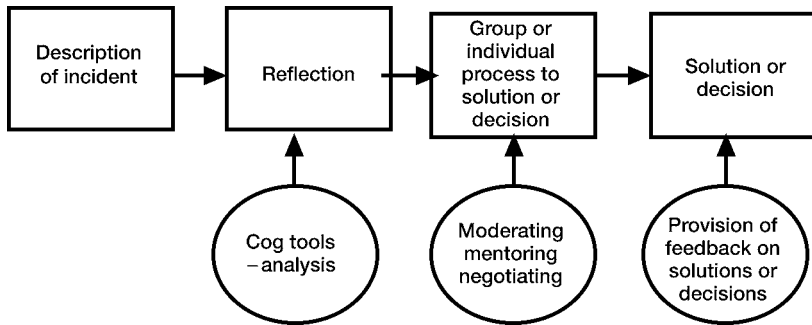 Description
of incident
Reflection
Group or
individual
process to
solution or
decision
Solution or
decision
Cog tools
–analysis
Moderating
mentoring
negotiating
Provision of
feedback on
solutions or
decisions